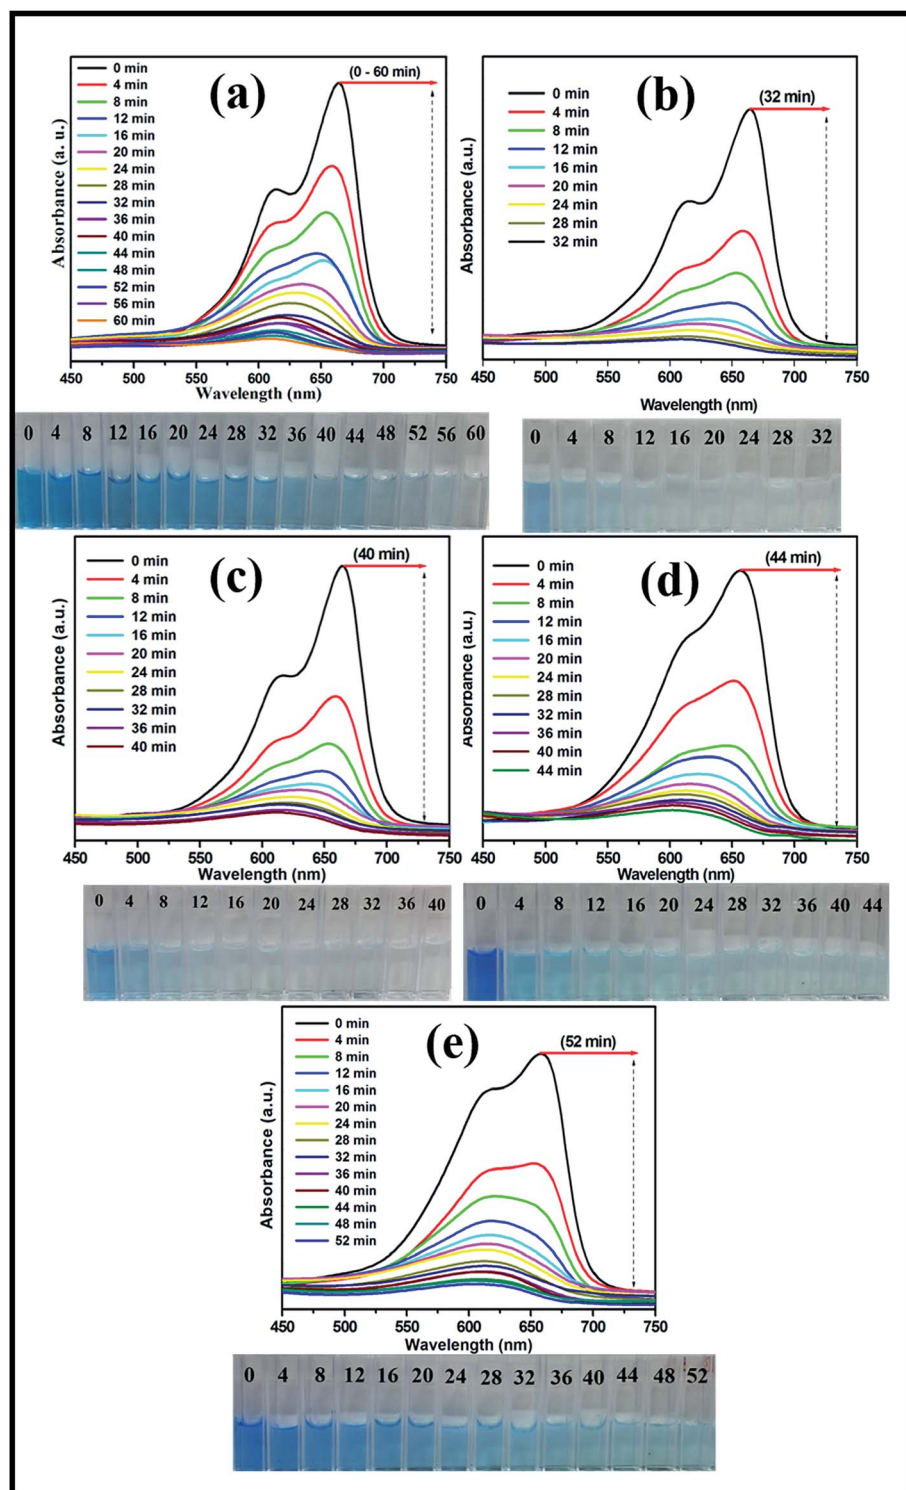 (a)
(0 - 60 min)
0 min
4 min
8 min
12 min
16 min
20 min
24 min
28 min
32 min
36 min
40 min
44 min
48 min
52 min
56 min
60 min
Absorbance (a. u.)
450 500 550 600 650 700 750
Wavelength (nm)
0 4 8 12 16 20 24 28 32 36 40 44 48 52 56 60
(b)
(32 min)
0 min
4 min
8 min
12 min
16 min
20 min
24 min
28 min
32 min
Absorbance (a.u.)
450 500 550 600 650 700 750
Wavelength (nm)
0 4 8 12 16 20 24 28 32
(c)
(40 min)
0 min
4 min
8 min
12 min
16 min
20 min
24 min
28 min
32 min
36 min
40 min
Absorbance (a.u.)
450 500 550 600 650 700 750
Wavelength (nm)
0 4 8 12 16 20 24 28 32 36 40
(d)
(44 min)
0 min
4 min
8 min
12 min
16 min
20 min
24 min
28 min
32 min
36 min
40 min
44 min
Absorbance (a.u.)
450 500 550 600 650 700 750
Wavelength (nm)
0 4 8 12 16 20 24 28 32 36 40 44
(e)
(52 min)
0 min
4 min
8 min
12 min
16 min
20 min
24 min
28 min
32 min
36 min
40 min
44 min
48 min
52 min
Absorbance (a.u.)
450 500 550 600 650 700 750
Wavelength (nm)
0 4 8 12 16 20 24 28 32 36 40 44 48 52